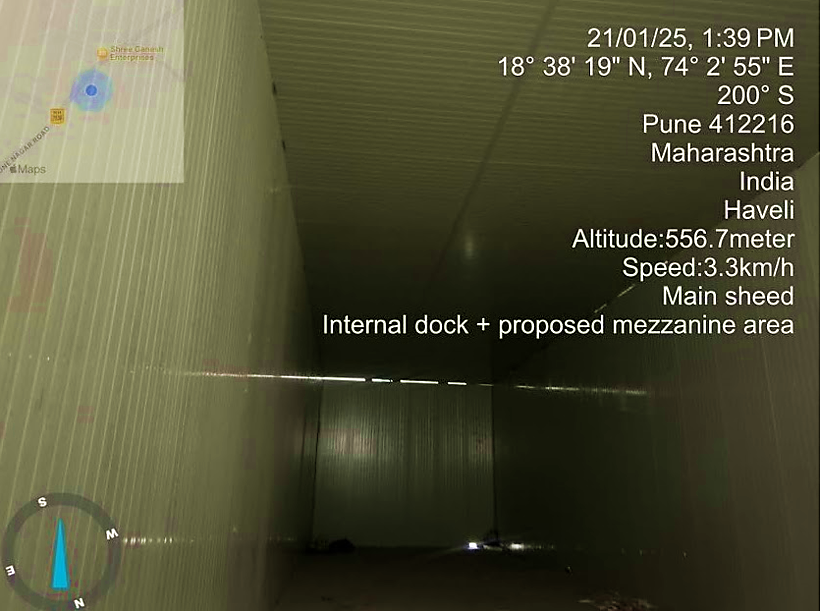 Shree Ganesh
Enterprises
Maps
21/01/25, 1:39 PM
18° 38' 19" N, 74° 2' 55" E
200° S
Pune 412216
Maharashtra
India
Haveli
Altitude:556.7meter
Speed:3.3km/h
Main sheed
Internal dock + proposed mezzanine area
S
W
E
N